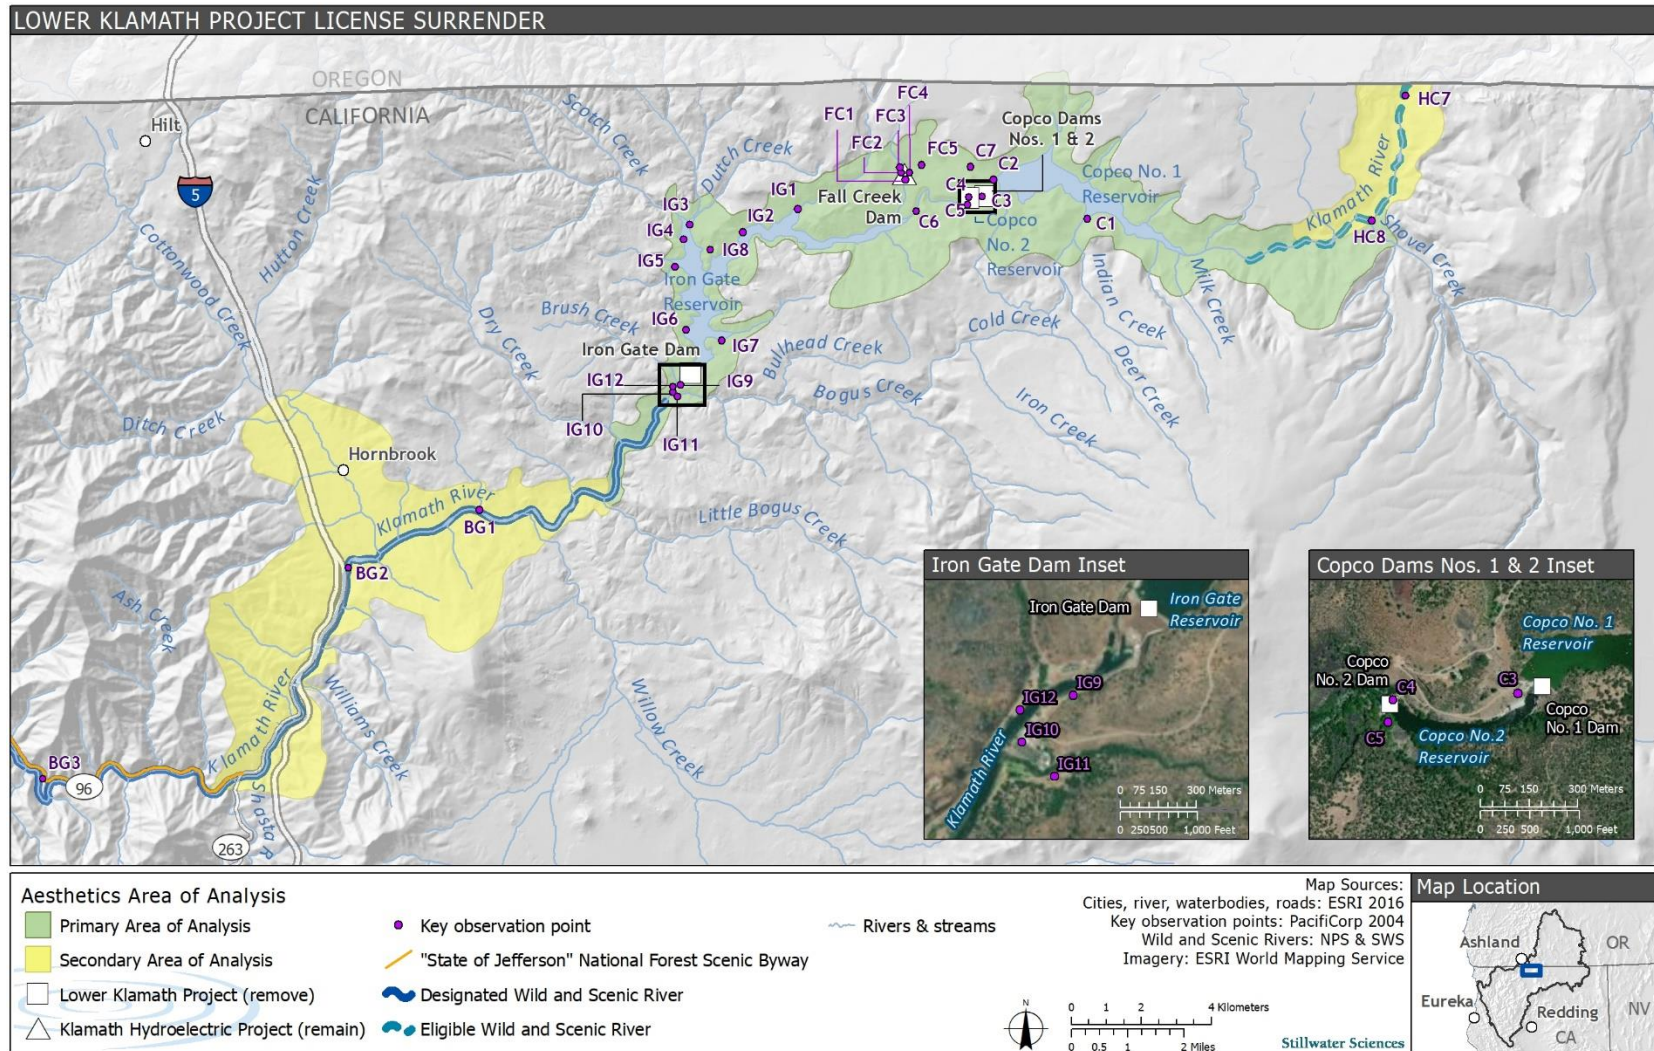 LOWER KLAMATH PROJECT LICENSE SURRENDER
OREGON
CALIFORNIA
Hilt
5
Scotch Creek
Dutch Creek
Hutton Creek
Cottonwood Creek
FC4
FC1
FC3
FC2
FC5
Copco Dams
Nos. 1 & 2
C7
C2
C4
C3
C5
C6
C1
Fall Creek
Dam
Copco No. 1
Reservoir
Copco
No. 2
Reservoir
HC7
Klamath River
HC8
Shovel Creek
IG1
IG2
IG3
IG4
IG8
IG5
Iron Gate
Reservoir
Brush Creek
IG6
IG7
Dry Creek
Iron Gate Dam
IG12
IG9
IG10
IG11
Bullhead Creek
Bogus Creek
Cold Creek
Indian Creek
Milk Creek
Deer Creek
Iron Creek
Ditch Creek
Hornbrook
Klamath River
BG1
BG2
Little Bogus Creek
Ash Creek
Klamath River
Williams Creek
Willow Creek
BG3
96
Shasta R
263
Iron Gate Dam Inset
Iron Gate Dam
Iron Gate
Reservoir
IG12
IG9
IG10
IG11
Klamath River
0 75 150 300 Meters
0 250500 1,000 Feet
Copco Dams Nos. 1 & 2 Inset
Copco No. 1
Reservoir
Copco
No. 2 Dam
C4
C3
C5
Copco
No. 1 Dam
Copco No.2
Reservoir
0 75 150 300 Meters
0 250 500 1,000 Feet
Aesthetics Area of Analysis
Primary Area of Analysis
Secondary Area of Analysis
Lower Klamath Project (remove)
Klamath Hydroelectric Project (remain)
Key observation point
"State of Jefferson" National Forest Scenic Byway
Designated Wild and Scenic River
Eligible Wild and Scenic River
Rivers & streams
Map Sources:
Cities, river, waterbodies, roads: ESRI 2016
Key observation points: PacifiCorp 2004
Wild and Scenic Rivers: NPS & SWS
Imagery: ESRI World Mapping Service
N
0 1 2 4 Kilometers
0 0.5 1 2 Miles
Stillwater Sciences
Map Location
Ashland
OR
Eureka
Redding
NV
CA